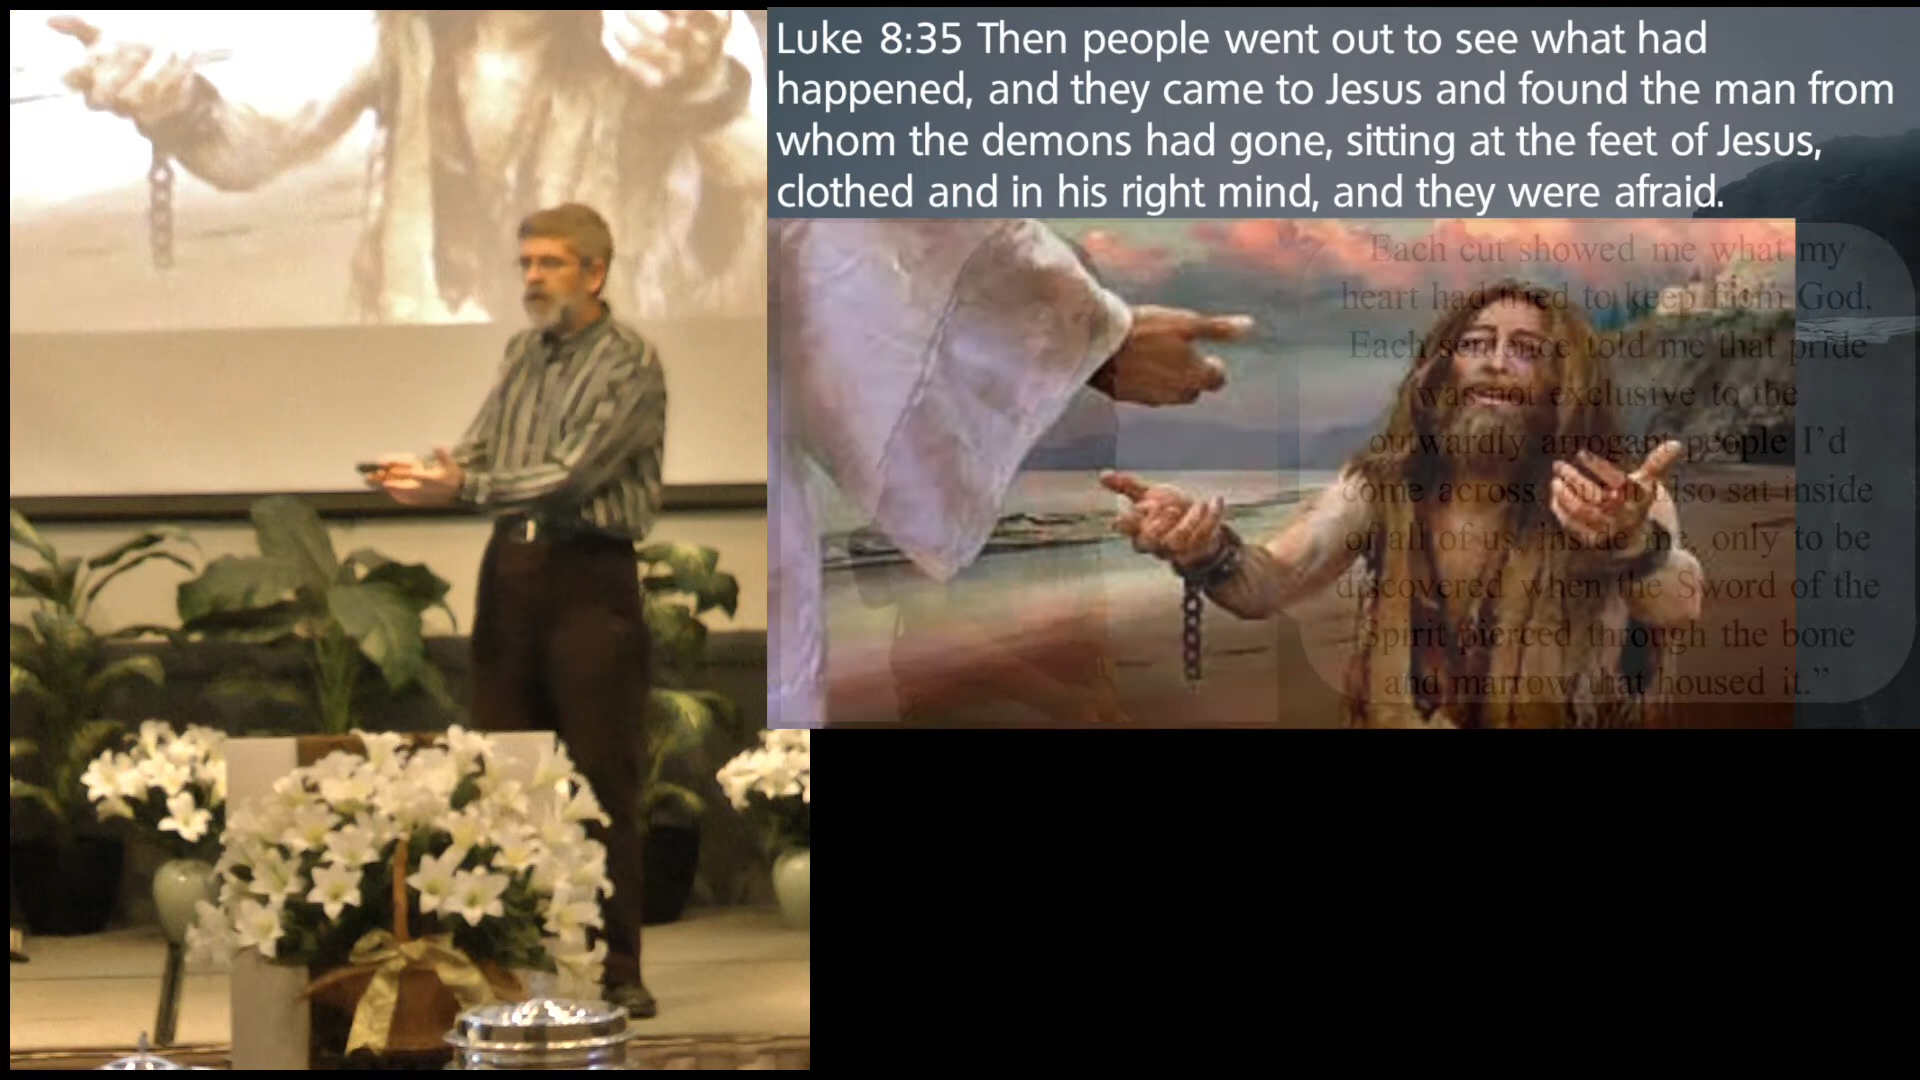 Luke 8:35 Then people went out to see what had
happened, and they came to Jesus and found the man from
whom the demons had gone, sitting at the feet of Jesus,
clothed and in his right mind, and they were afraid.
Each cut showed me what my
heart had tried to keep from God.
Each sentence told me that pride
was not exclusive to the
outwardly arrogant people I'd
come across, but it also sat inside
of all of us, inside me, only to be
discovered when the Sword of the
Spirit pierced through the bone
and marrow that housed it.”